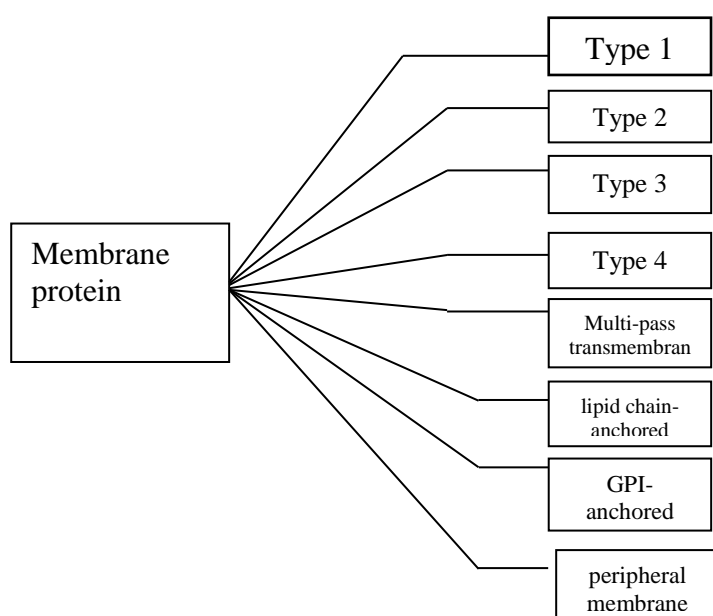 Type 1
Type 2
Type 3
Membrane
protein
Type 4
Multi-pass
transmembran
lipid chain-
anchored
GPI-
anchored
peripheral
membrane